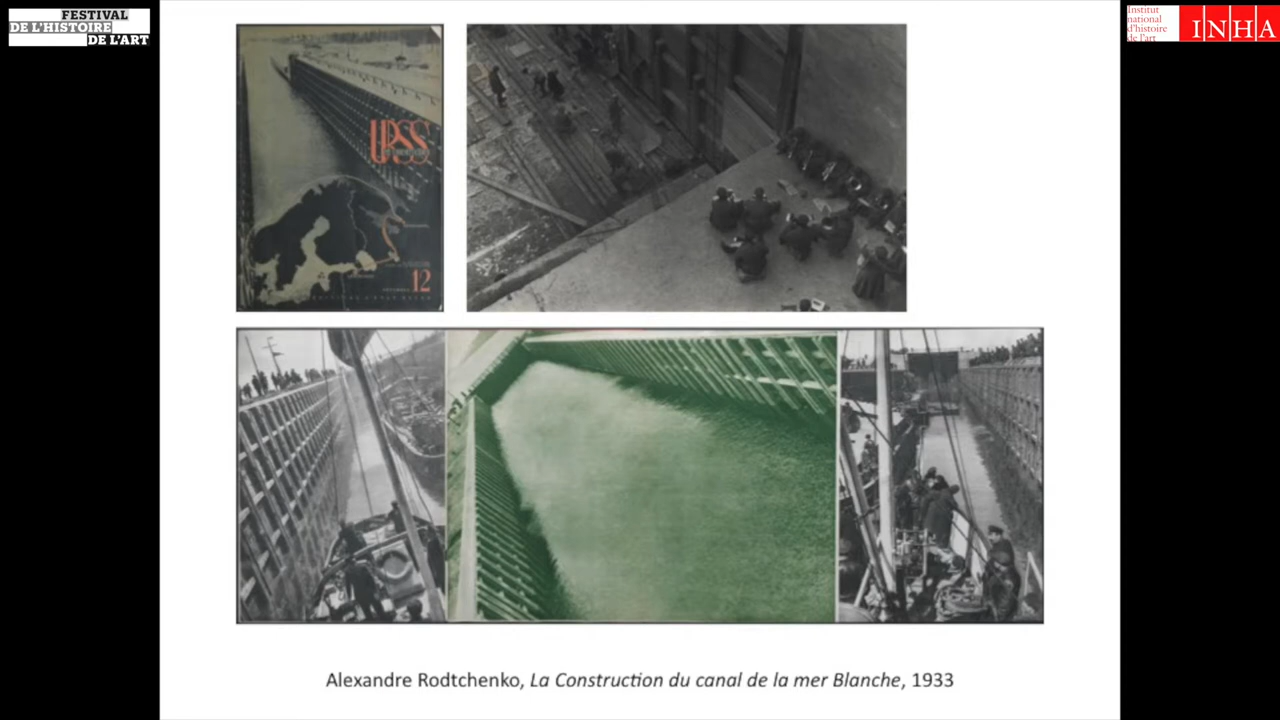 FESTIVAL
DE L'HISTOIRE
DE L'ART
Institut
national
d'histoire
de l'art
INHA
URSS
12
Alexandre Rodtchenko, La Construction du canal de la mer Blanche, 1933